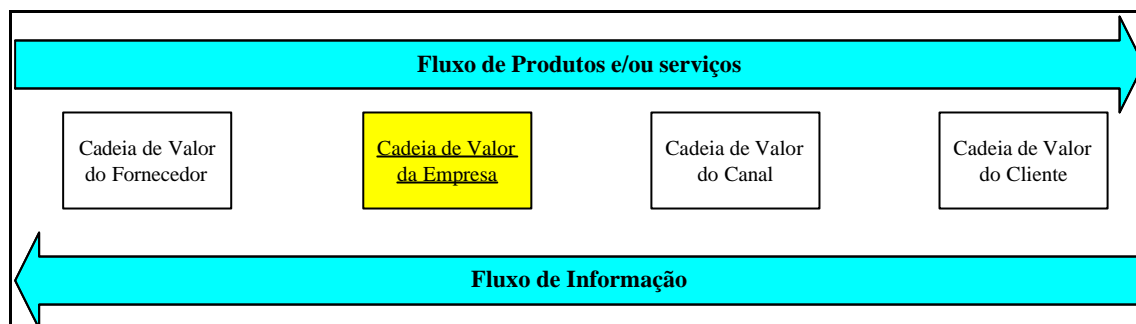 Fluxo de Produtos e/ou serviços
Cadeia de Valor
do Fornecedor
Cadeia de Valor
da Empresa
Cadeia de Valor
do Canal
Cadeia de Valor
do Cliente
Fluxo de Informação